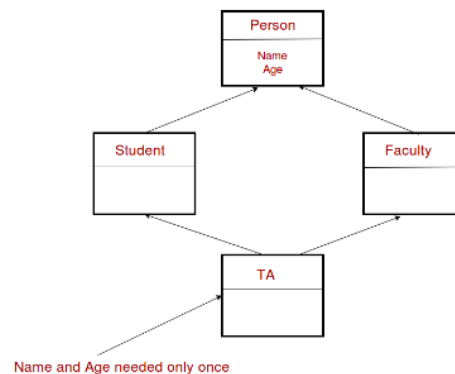 Person
Name
Age
Student
Faculty
TA
Name and Age needed only once